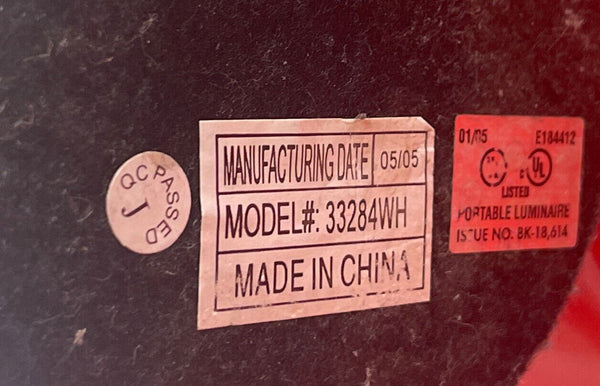 QC PASSED
J
MANUFACTURING DATE 05/05
MODEL#: 33284WH
MADE IN CHINA
01/05 E184412
UL
LISTED
PORTABLE LUMINAIRE
ISSUE NO. BK-18,614